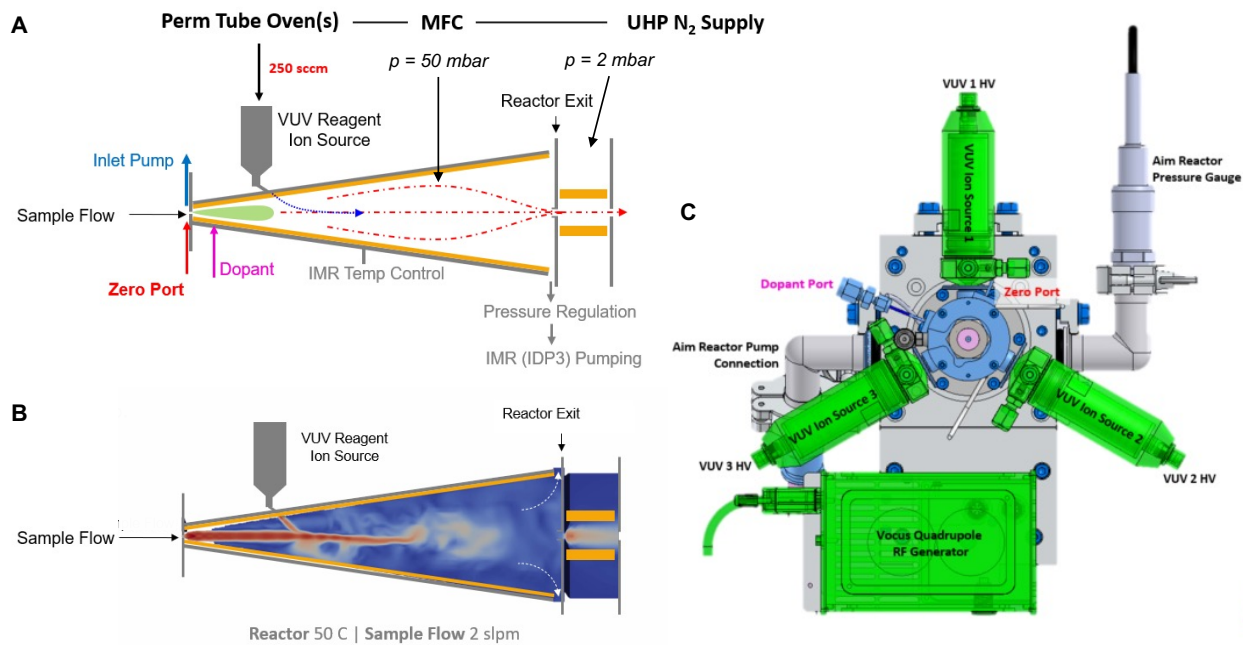 A
Perm Tube Oven(s) MFC UHP N₂ Supply
250 sccm
p = 50 mbar
p = 2 mbar
Reactor Exit
VUV Reagent
Ion Source
Inlet Pump
Sample Flow
Zero Port
Dopant
IMR Temp Control
Pressure Regulation
IMR (IDP3) Pumping
B
Reactor Exit
VUV Reagent
Ion Source
Sample Flow
Reactor 50 C | Sample Flow 2 slpm
C
VUV 1 HV
VUV Ion Source 1
Aim Reactor
Pressure Gauge
Dopant Port
Zero Port
Aim Reactor Pump
Connection
VUV Ion Source 3
VUV Ion Source 2
VUV 3 HV
VUV 2 HV
Vocus Quadrupole
RF Generator